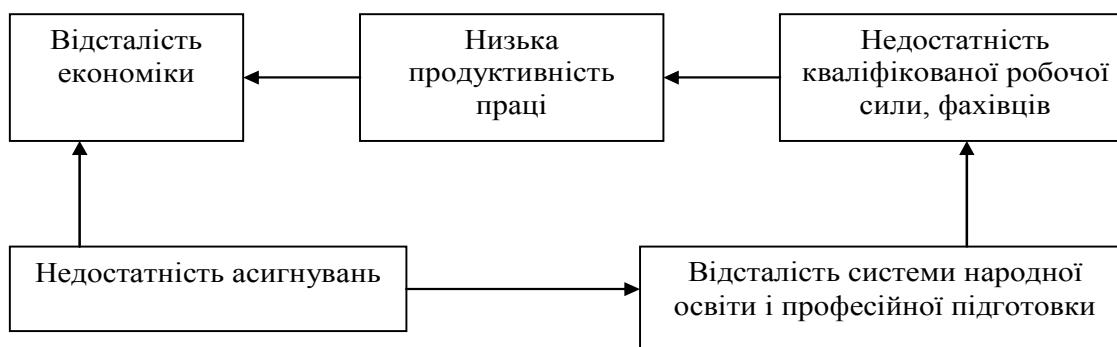 Відсталість
економіки
Низька
продуктивність
праці
Недостатність
кваліфікованої робочої
сили, фахівців
Недостатність асигнувань
Відсталість системи народної
освіти і професійної підготовки